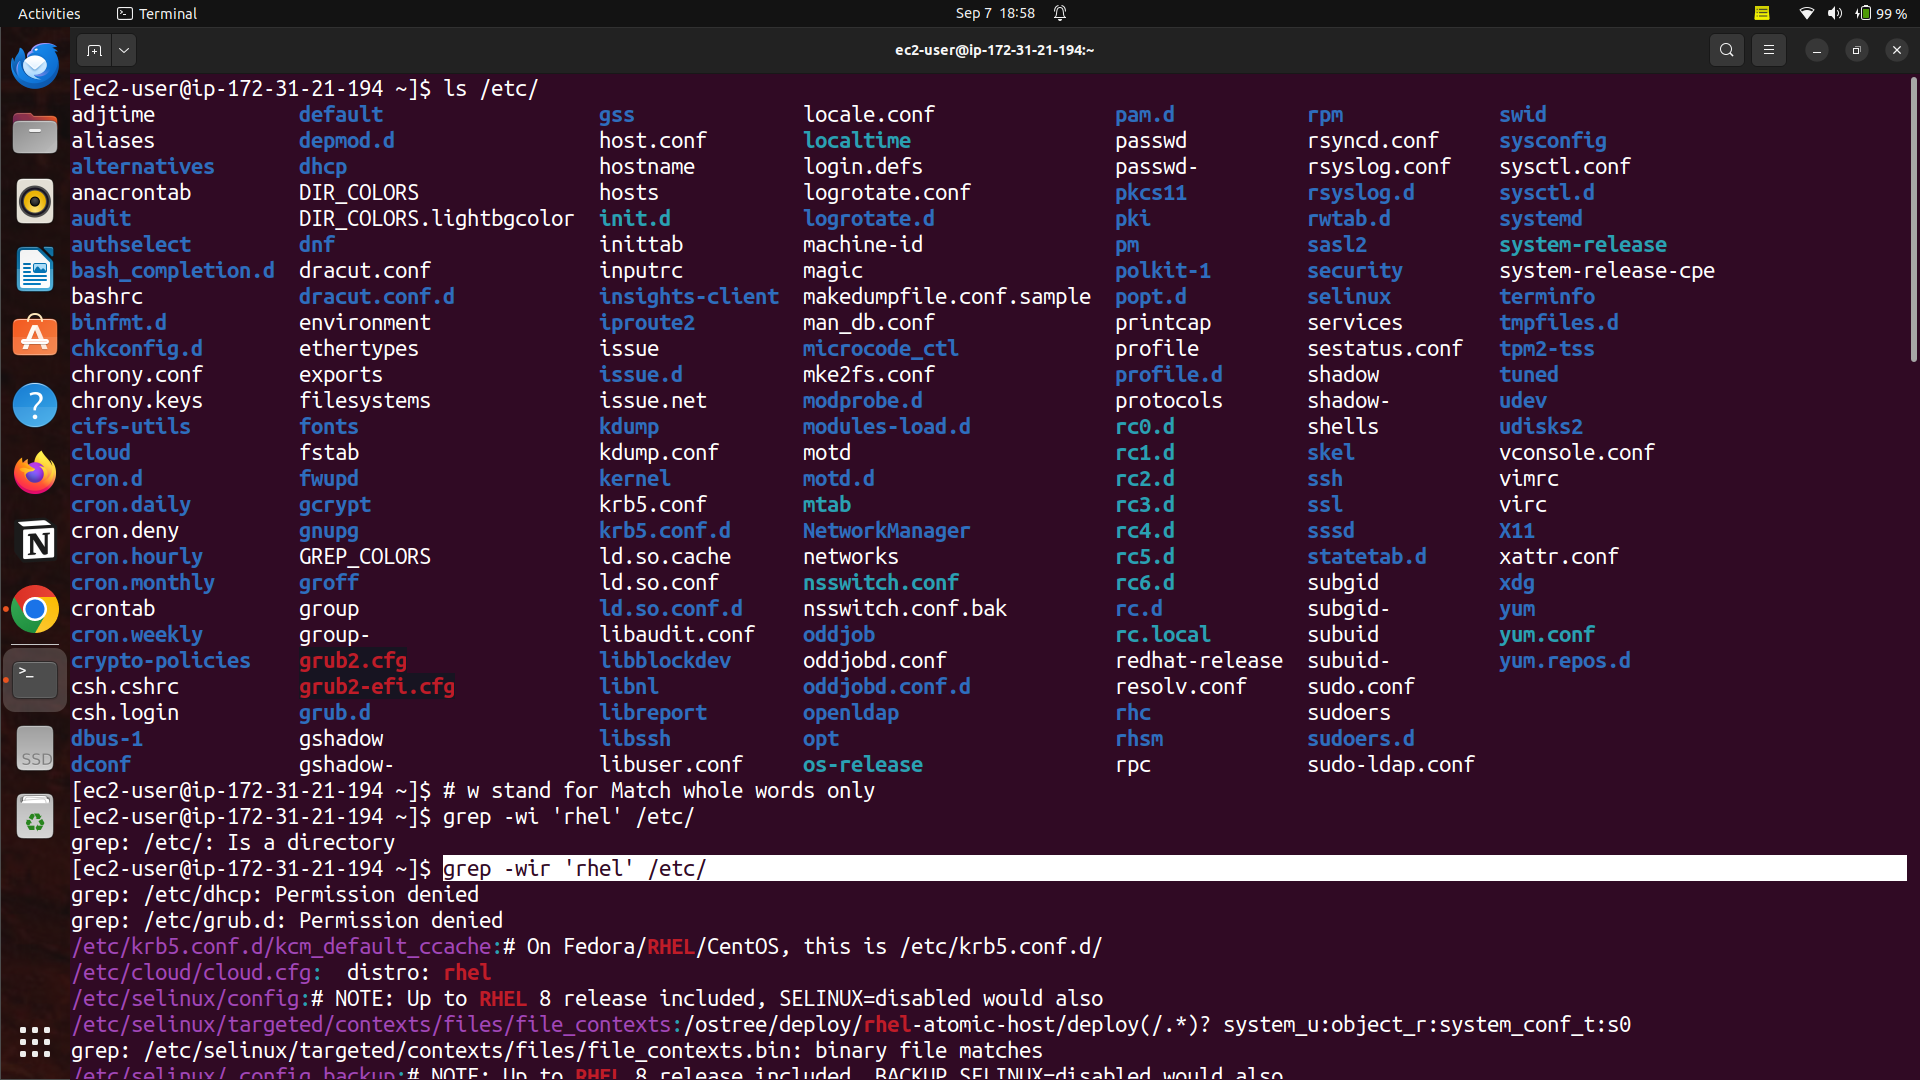 Activities Terminal Sep 7 18:58 99 %
ec2-user@ip-172-31-21-194:~
[ec2-user@ip-172-31-21-194 ~]$ ls /etc/
adjtime default gss locale.conf pam.d rpm swid
aliases depmod.d host.conf localtime passwd rsyncd.conf sysconfig
alternatives dhcp hostname login.defs passwd- rsyslog.conf sysctl.conf
anacrontab DIR_COLORS hosts logrotate.conf pkcs11 rsyslog.d sysctl.d
audit DIR_COLORS.lightbgcolor init.d logrotate.d pki rwtab.d systemd
authselect dnf inittab machine-id pm sasl2 system-release
bash_completion.d dracut.conf inputrc magic polkit-1 security system-release-cpe
bashrc dracut.conf.d insights-client makedumpfile.conf.sample popt.d selinux terminfo
binfmt.d environment iproute2 man_db.conf printcap services tmpfiles.d
chkconfig.d ethertypes issue microcode_ctl profile sestatus.conf tpm2-tss
chrony.conf exports issue.d mke2fs.conf profile.d shadow tuned
chrony.keys filesystems issue.net modprobe.d protocols shadow- udev
cifs-utils fonts kdump modules-load.d rc0.d shells udisks2
cloud fstab kdump.conf motd rc1.d skel vconsole.conf
cron.d fwupd kernel motd.d rc2.d ssh vimrc
cron.daily gcrypt krb5.conf mtab rc3.d ssl virc
cron.deny gnupg krb5.conf.d NetworkManager rc4.d sssd X11
cron.hourly GREP_COLORS ld.so.cache networks rc5.d statetab.d xattr.conf
cron.monthly groff ld.so.conf nsswitch.conf rc6.d subgid xdg
crontab group ld.so.conf.d nsswitch.conf.bak rc.d subgid- yum
cron.weekly group- libaudit.conf oddjob rc.local subuid yum.conf
crypto-policies grub2.cfg libblockdev oddjobd.conf redhat-release subuid- yum.repos.d
csh.cshrc grub2-efi.cfg libnl oddjobd.conf.d resolv.conf sudo.conf
csh.login grub.d libreport openldap rhc sudoers
dbus-1 gshadow libssh opt rhsm sudoers.d
dconf gshadow- libuser.conf os-release rpc sudo-ldap.conf
[ec2-user@ip-172-31-21-194 ~]$ # w stand for Match whole words only
[ec2-user@ip-172-31-21-194 ~]$ grep -wi 'rhel' /etc/
grep: /etc/: Is a directory
[ec2-user@ip-172-31-21-194 ~]$ grep -wir 'rhel' /etc/
grep: /etc/dhcp: Permission denied
grep: /etc/grub.d: Permission denied
/etc/krb5.conf.d/kcm_default_ccache:# On Fedora/RHEL/CentOS, this is /etc/krb5.conf.d/
/etc/cloud/cloud.cfg:  distro: rhel
/etc/selinux/config:# NOTE: Up to RHEL 8 release included, SELINUX=disabled would also
/etc/selinux/targeted/contexts/files/file_contexts:/ostree/deploy/rhel-atomic-host/deploy(/.*)? system_u:object_r:system_conf_t:s0
grep: /etc/selinux/targeted/contexts/files/file_contexts.bin: binary file matches
/etc/selinux/.config_backup:# NOTE: Up to RHEL 8 release included, BACKUP_SELINUX=disabled would also
SSD